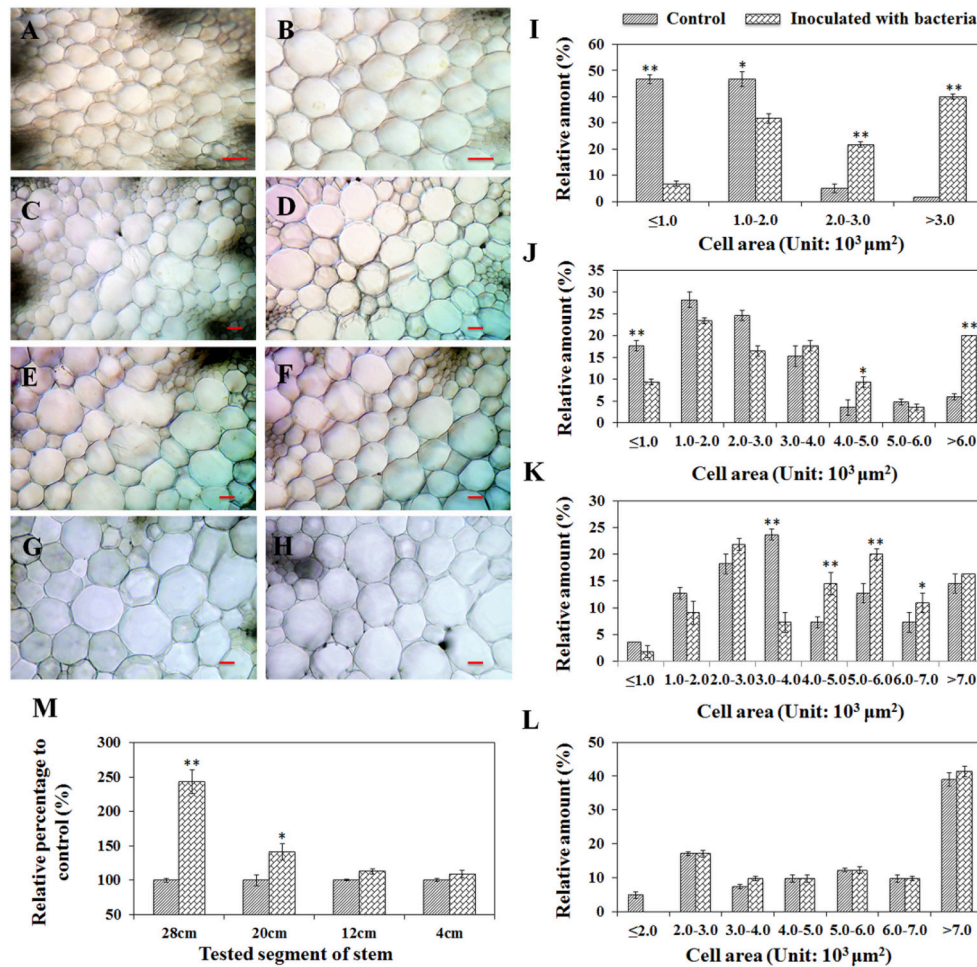 A
B
C
D
E
F
G
H
I
Control
Inoculated with bacteria
Relative amont (%)
60
50
40
30
20
10
0
**
*
**
**
≤1.0
1.0-2.0
2.0-3.0
>3.0
Cell area (Unit: 10³ μm²)
J
Relative amount (%)
35
30
25
20
15
10
5
0
**
*
**
≤1.0
1.0-2.0
2.0-3.0
3.0-4.0
4.0-5.0
5.0-6.0
>6.0
Cell area (Unit: 10³ μm²)
K
Relative amount (%)
30
25
20
15
10
5
0
**
**
**
*
≤1.0
1.0-2.0
2.0-3.0
3.0-4.0
4.0-5.0
5.0-6.0
6.0-7.0
>7.0
Cell area (Unit: 10³ μm²)
L
Relative amount (%)
50
40
30
20
10
0
≤2.0
2.0-3.0
3.0-4.0
4.0-5.0
5.0-6.0
6.0-7.0
>7.0
Cell area (Unit: 10³ μm²)
M
Relative percentage to
control (%)
300
250
200
150
100
50
**
*
28cm
20cm
12cm
4cm
Tested segment of stem